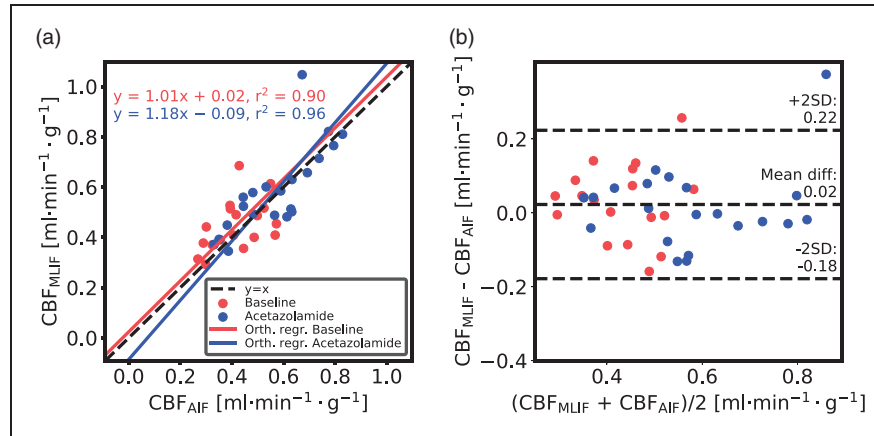 (a)
y = 1.01x + 0.02, r² = 0.90
y = 1.18x − 0.09, r² = 0.96
CBF_MLIF [ml·min⁻¹·g⁻¹]
1.0
0.8
0.6
0.4
0.2
0.0
y=x
Baseline
Acetazolamide
Orth. regr. Baseline
Orth. regr. Acetazolamide
0.0 0.2 0.4 0.6 0.8 1.0
CBF_AIF [ml·min⁻¹·g⁻¹]
(b)
CBF_MLIF - CBF_AIF [ml·min⁻¹·g⁻¹]
0.2
0.0
−0.2
−0.4
+2SD:
0.22
Mean diff:
0.02
-2SD:
-0.18
0.4 0.6 0.8
(CBF_MLIF + CBF_AIF)/2 [ml·min⁻¹·g⁻¹]